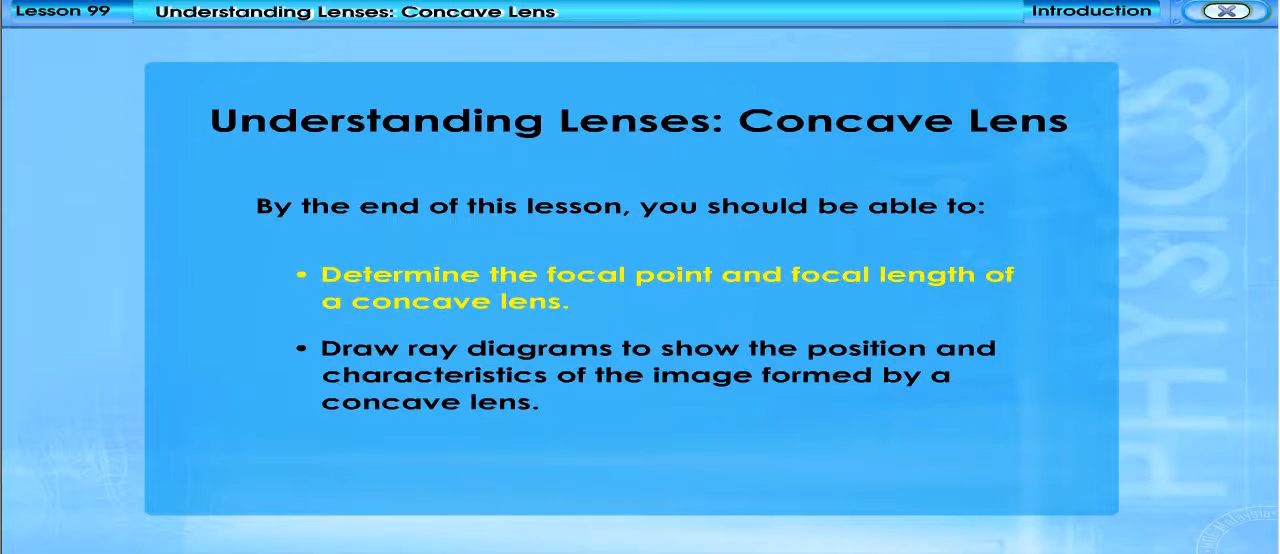 Lesson 99 Understanding Lenses: Concave Lens Introduction
Understanding Lenses: Concave Lens
By the end of this lesson, you should be able to:
• Determine the focal point and focal length of
a concave lens.
• Draw ray diagrams to show the position and
characteristics of the image formed by a
concave lens.
PHYSICS